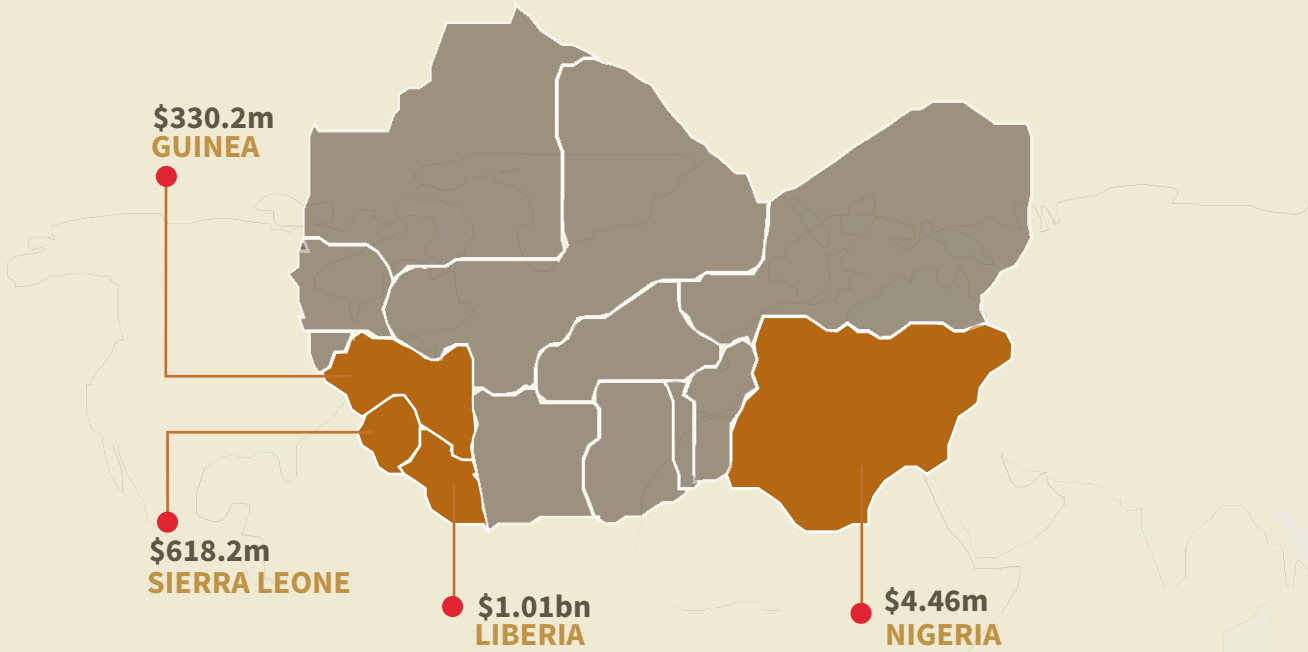 $330.2m
GUINEA
$618.2m
SIERRA LEONE
$1.01bn
LIBERIA
$4.46m
NIGERIA